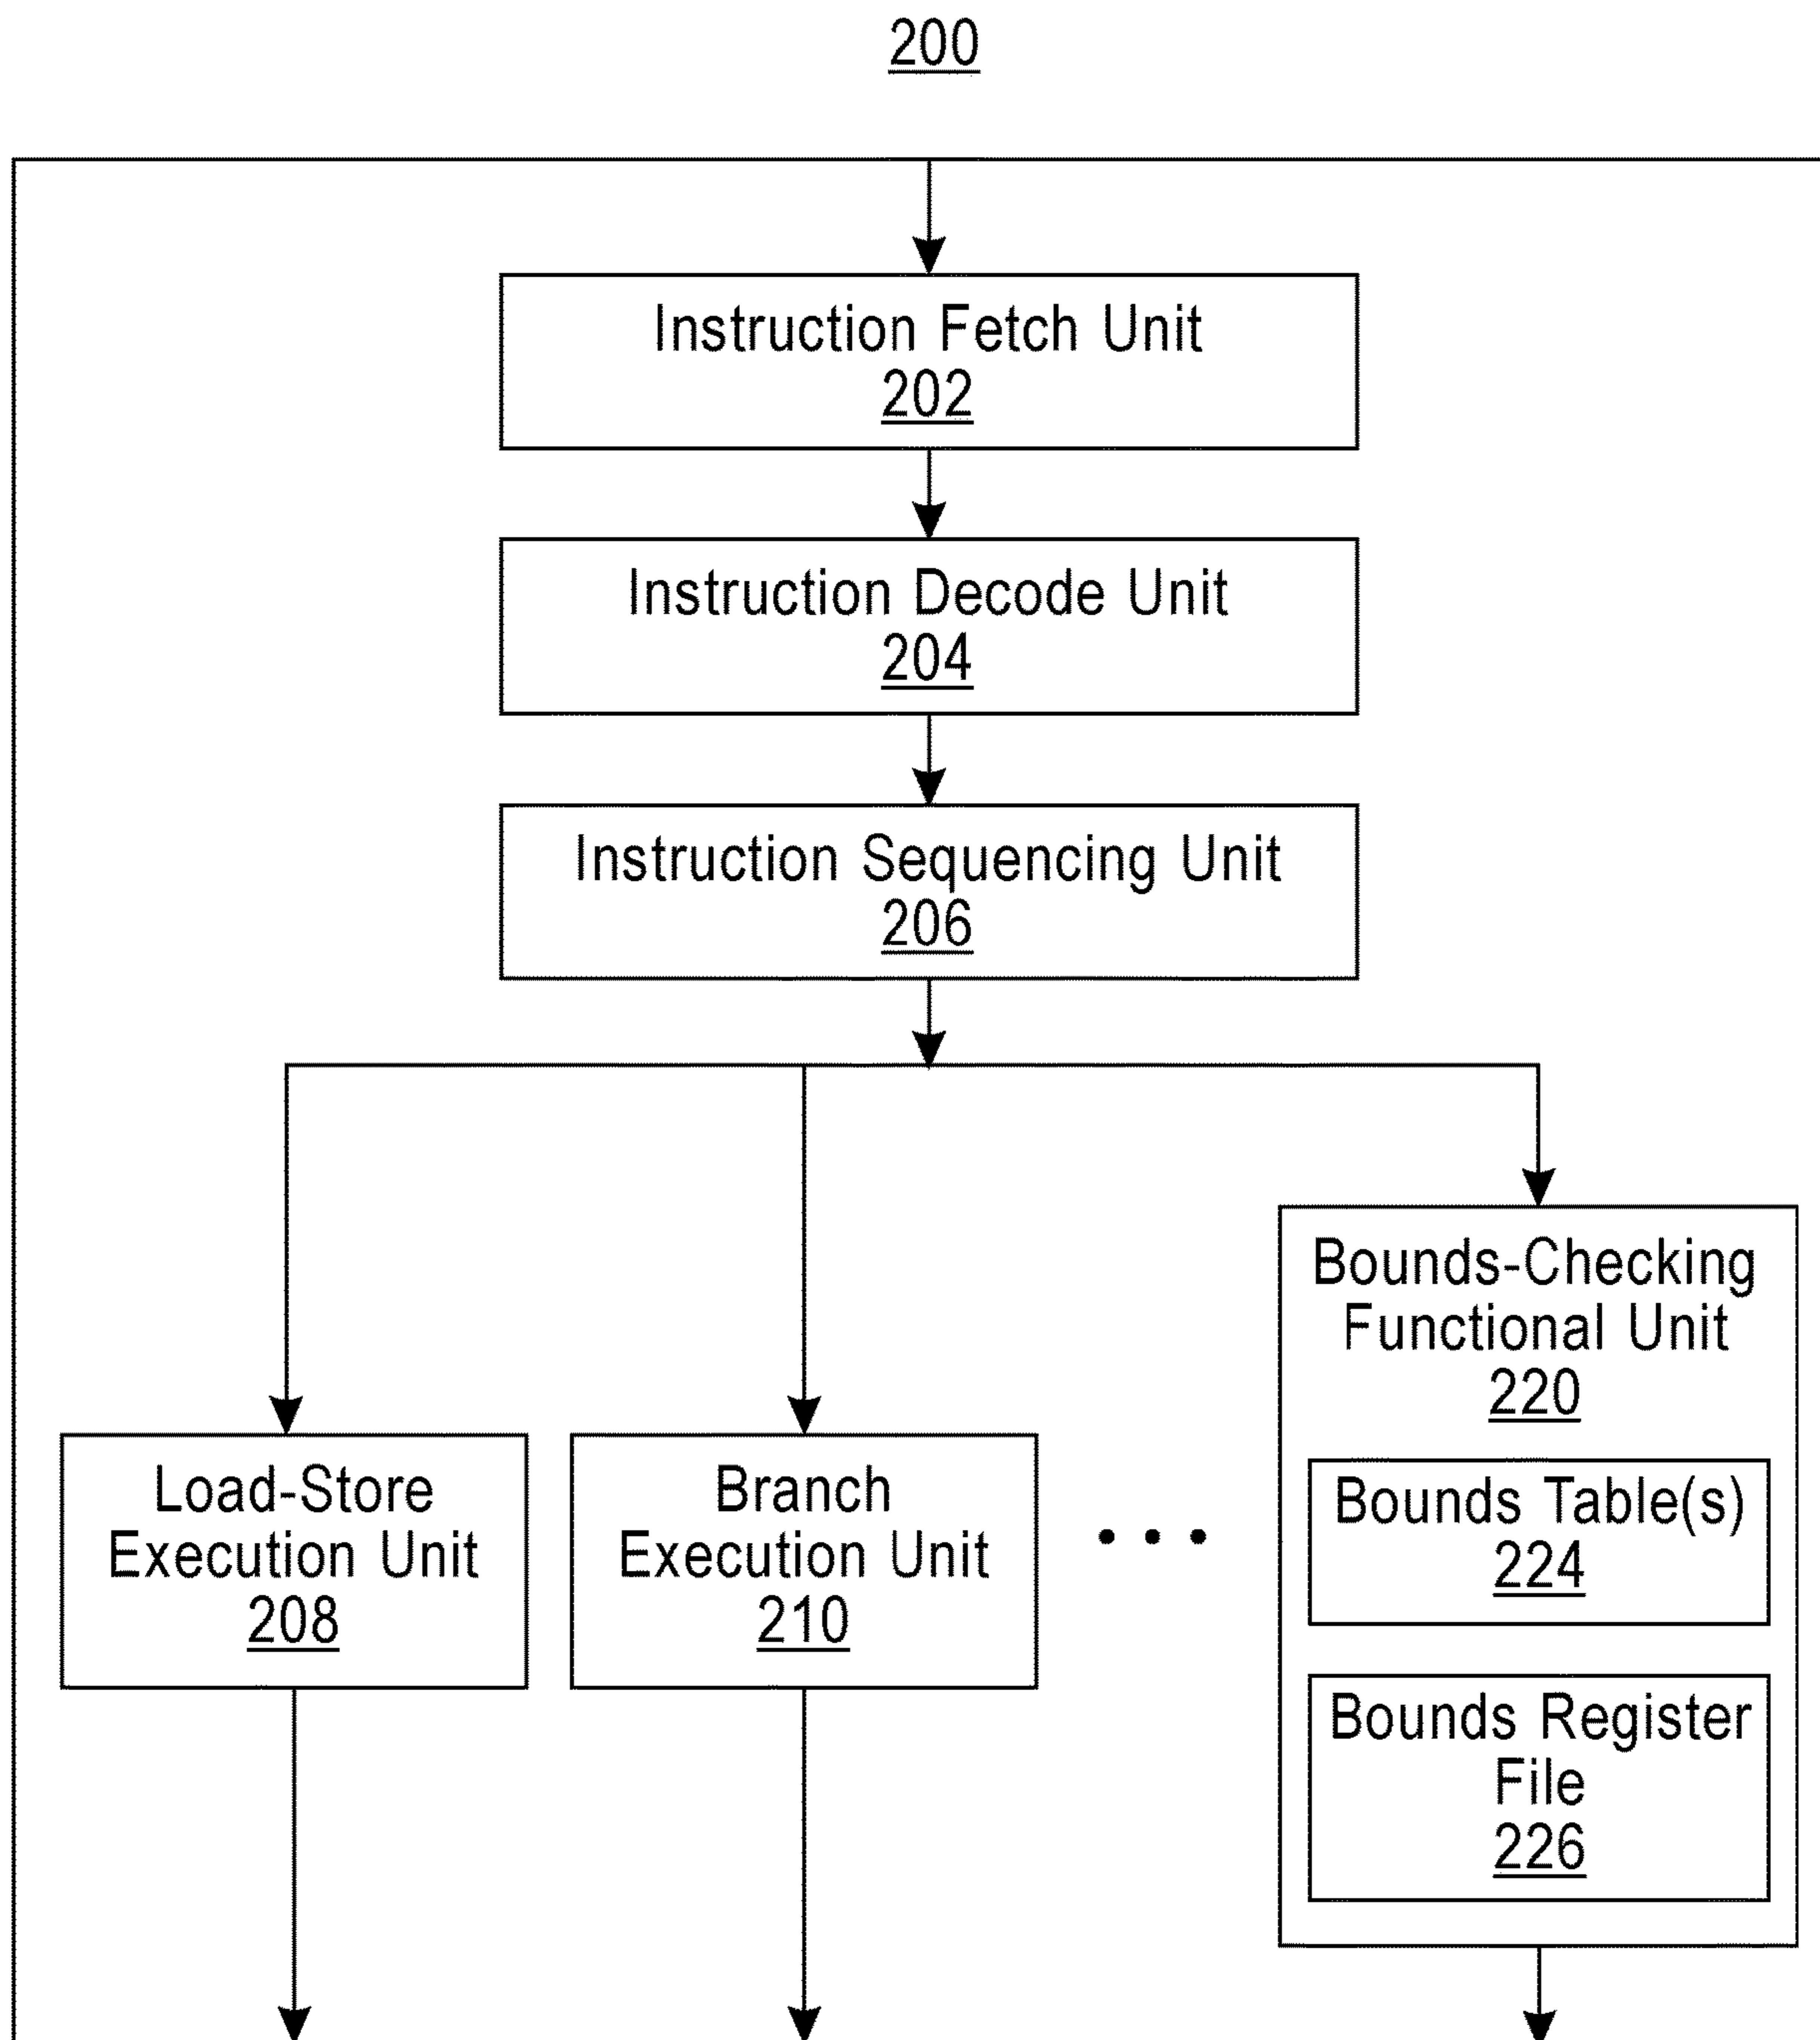 200
Instruction Fetch Unit
202
Instruction Decode Unit
204
Instruction Sequencing Unit
206
Load-Store
Execution Unit
208
Branch
Execution Unit
210
• • •
Bounds-Checking
Functional Unit
220
Bounds Table(s)
224
Bounds Register
File
226